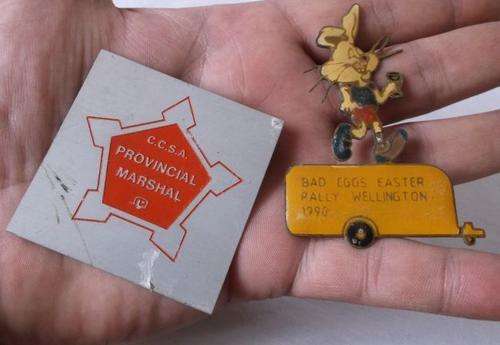 C.C.S.A.
PROVINCIAL
MARSHAL
BAD EGGS EASTER
RALLY WELLINGTON
1990